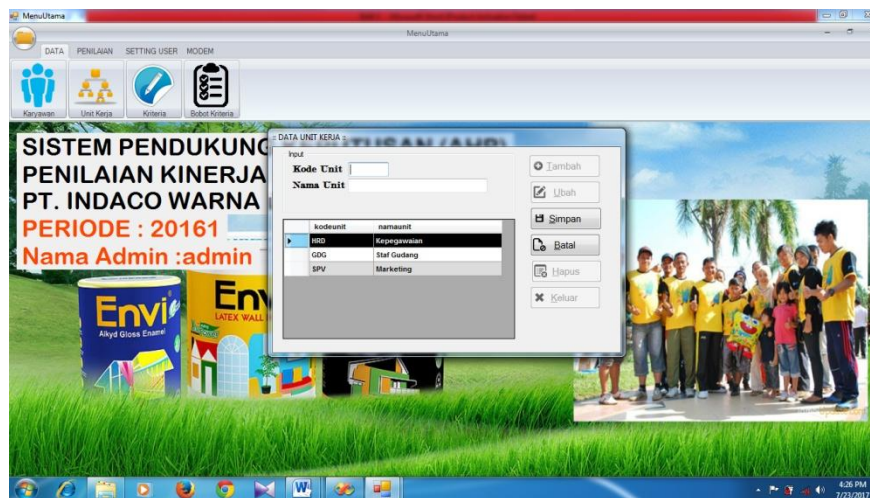 MenuUtama
MenuUtama
DATA PENILAIAN SETTING USER MODEM
Karyawan Unit Kerja Kriteria Bobot Kriteria
SISTEM PENDUKUNG KEPUTUSAN (AHP)
PENILAIAN KINERJA
PT. INDACO WARNA
PERIODE : 20161
Nama Admin :admin
:: DATA UNIT KERJA ::
Input
Kode Unit
Nama Unit
kodeunit namaunit
HRD Kepegawaian
GDG Staf Gudang
SPV Marketing
Tambah
Ubah
Simpan
Batal
Hapus
Keluar
Envi
Alkyd Gloss Enamel
Env
LATEX WALL
4:26 PM
7/23/2017